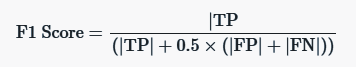 F1 Score = |TP / (|TP| + 0.5 × (|FP| + |FN|))